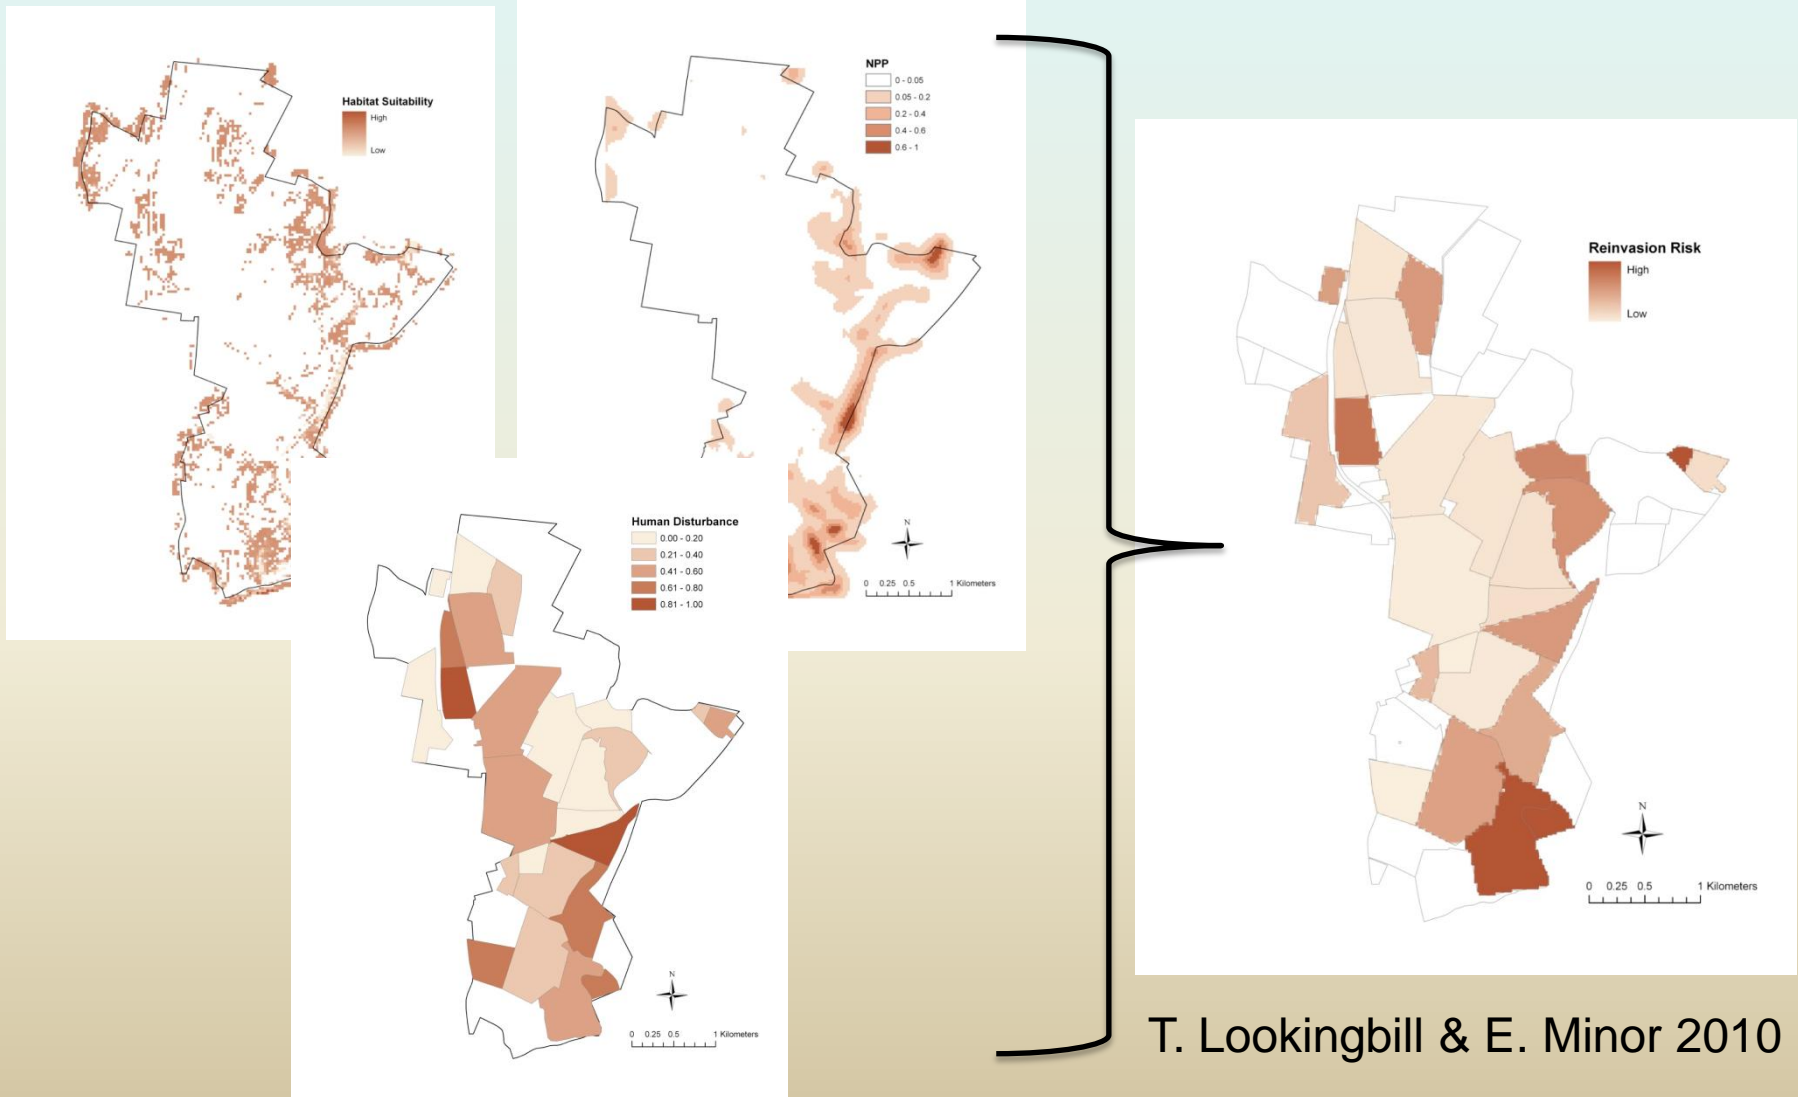 Habitat Suitability
High
Low
NPP
0 - 0.05
0.05 - 0.2
0.2 - 0.4
0.4 - 0.6
0.6 - 1
N
0 0.25 0.5 1 Kilometers
Human Disturbance
0.00 - 0.20
0.21 - 0.40
0.41 - 0.60
0.61 - 0.80
0.81 - 1.00
N
0 0.25 0.5 1 Kilometers
Reinvasion Risk
High
Low
N
0 0.25 0.5 1 Kilometers
T. Lookingbill & E. Minor 2010